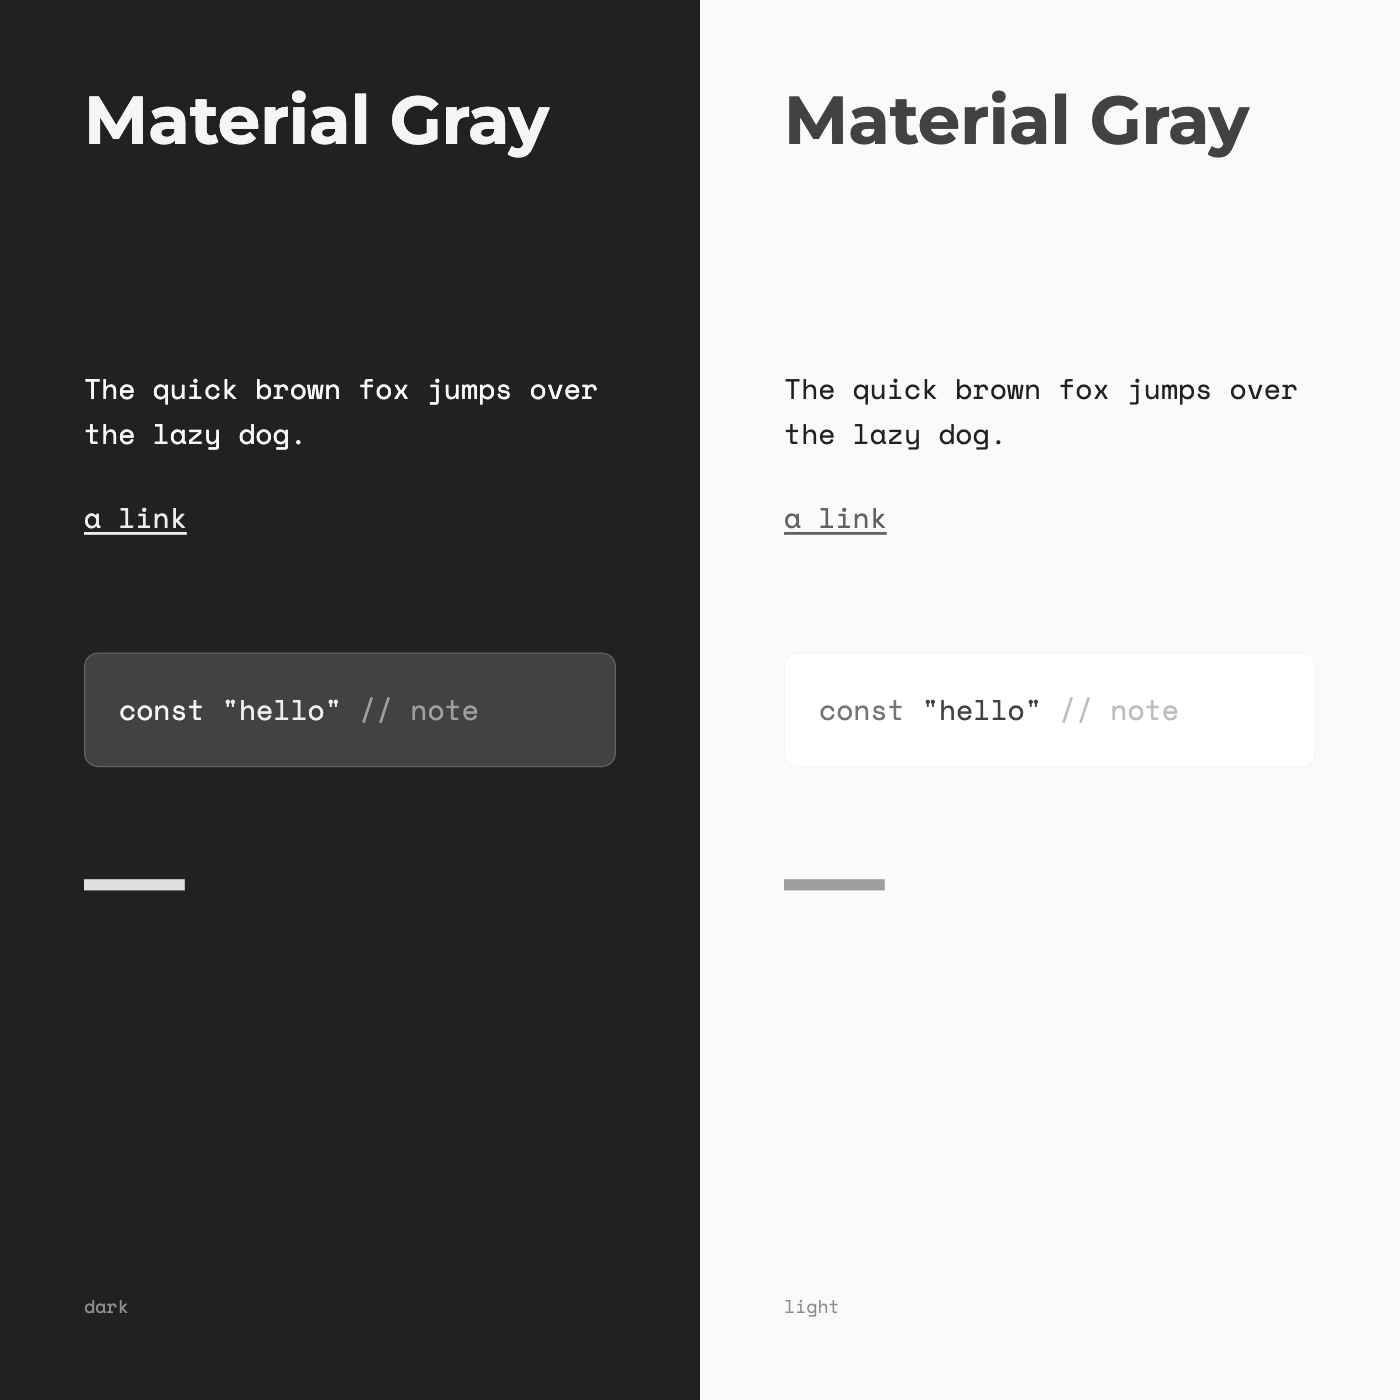 Material Gray
The quick brown fox jumps over
the lazy dog.
a link
const "hello" // note
dark
Material Gray
The quick brown fox jumps over
the lazy dog.
a link
const "hello" // note
light